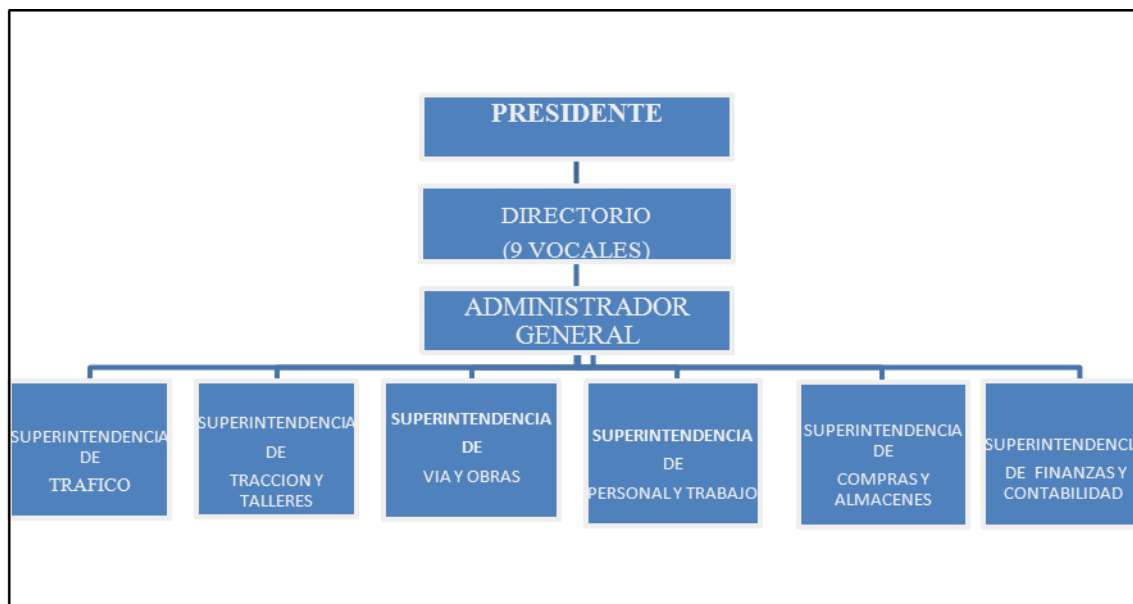 PRESIDENTE
DIRECTORIO
(9 VOCALES)
ADMINISTRADOR
GENERAL
SUPERINTENDENCIA
DE
TRAFICO
SUPERINTENDENCIA
DE
TRACCION Y
TALLERES
SUPERINTENDENCIA
DE
VIA Y OBRAS
SUPERINTENDENCIA
DE
PERSONAL Y TRABAJO
SUPERINTENDENCIA
DE
COMPRAS Y
ALMACENES
SUPERINTENDENCIA
DE FINANZAS Y
CONTABILIDAD